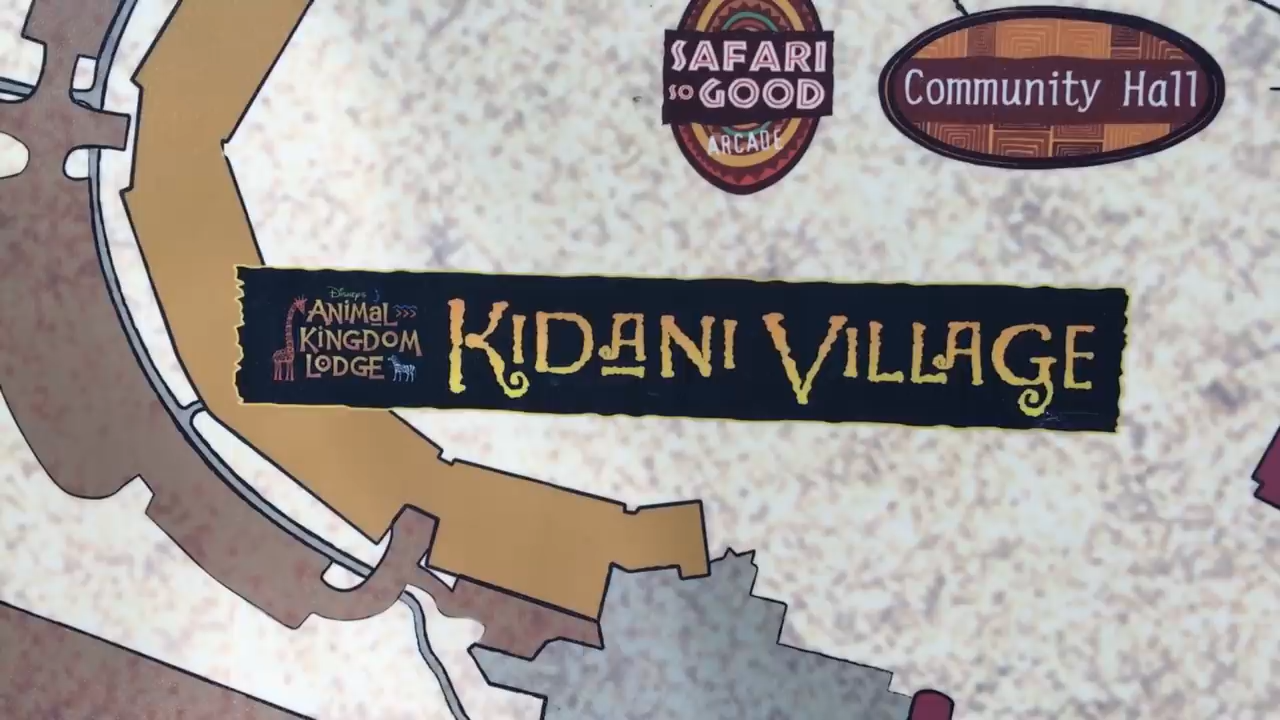 SAFARI
SO GOOD
ARCADE
Community Hall
Disney's
ANIMAL
KINGDOM
LODGE
KIDANI VILLAGE